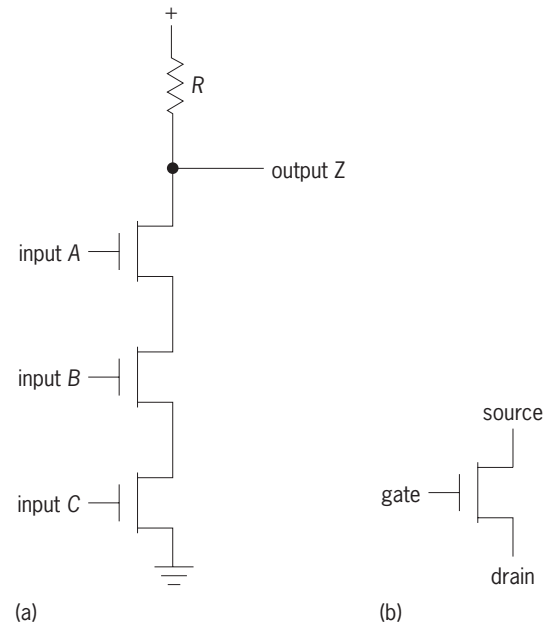 +
R
output Z
input A
input B
input C
(a)
source
gate
drain
(b)